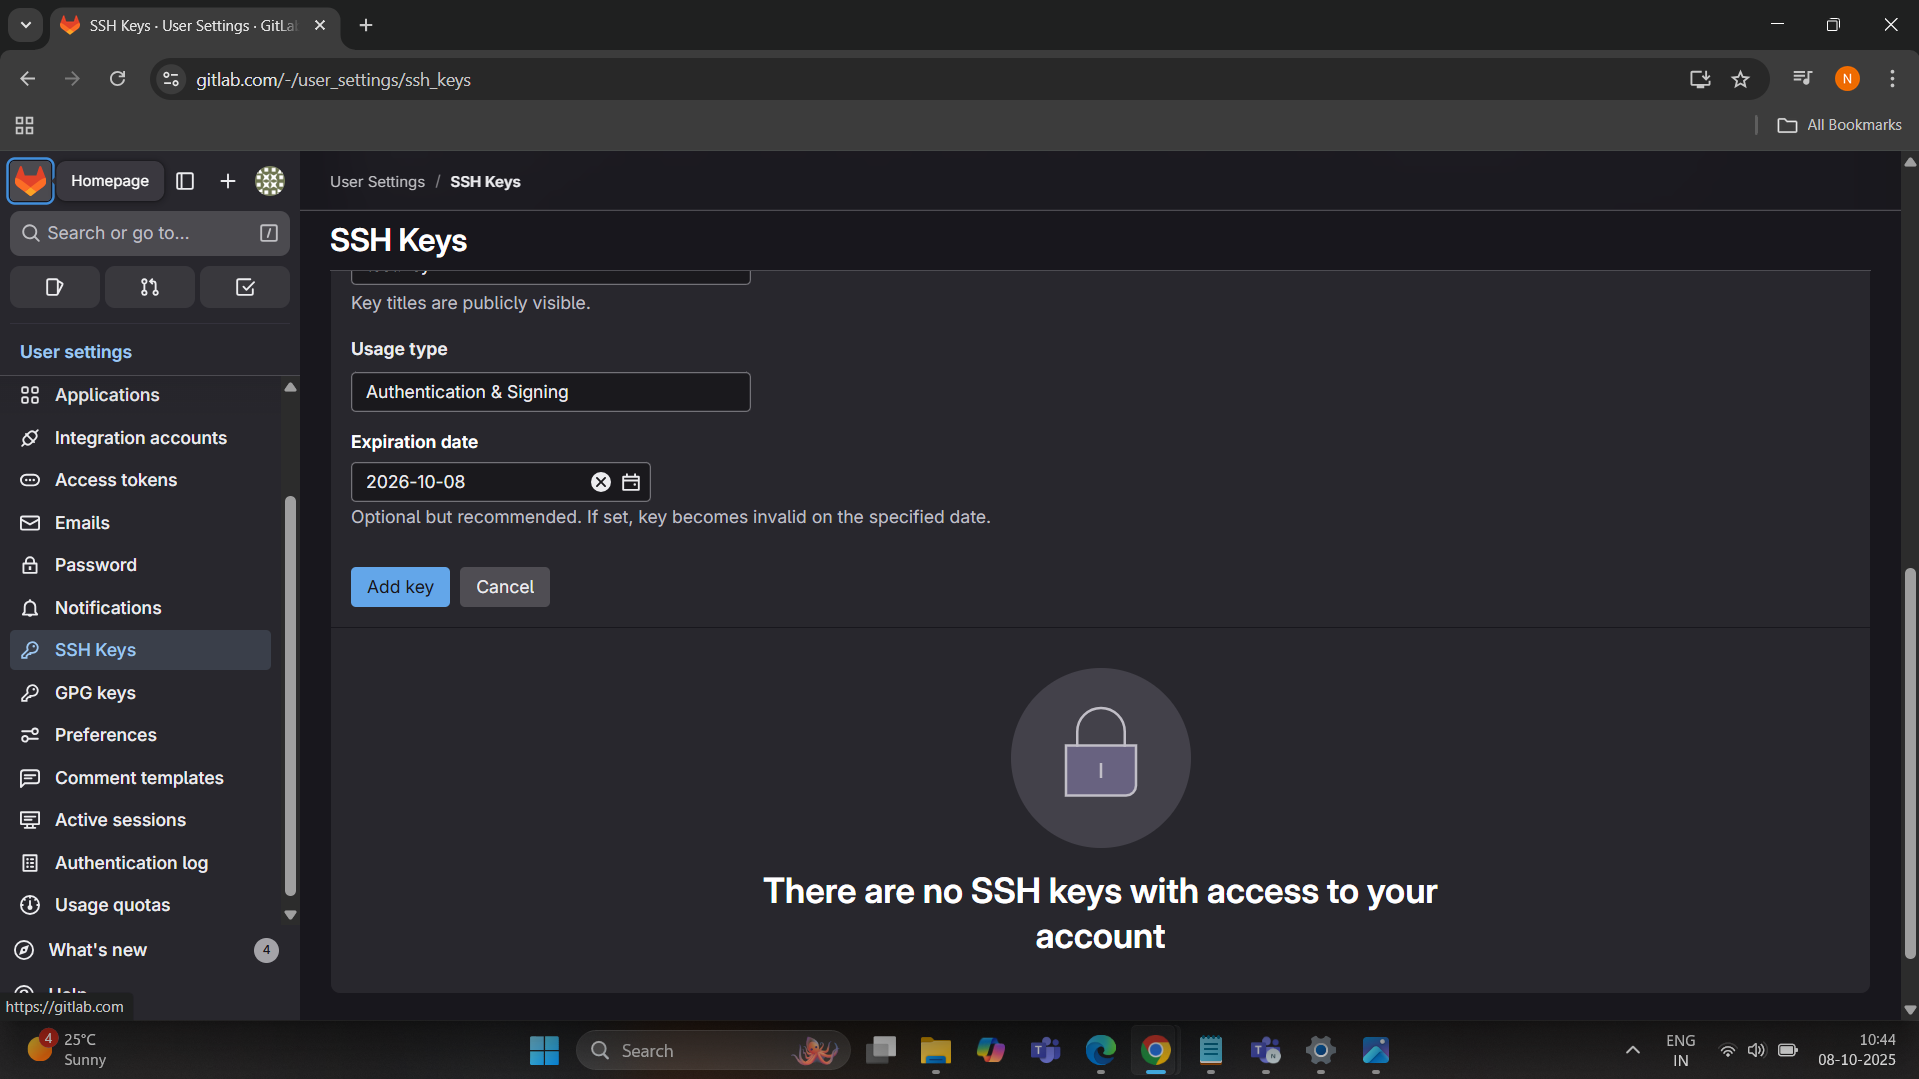 SSH Keys · User Settings · GitLab
gitlab.com/-/user_settings/ssh_keys
N
All Bookmarks
Homepage
User Settings / SSH Keys
Search or go to...
/
SSH Keys
Key titles are publicly visible.
Usage type
Authentication & Signing
Expiration date
2026-10-08
Optional but recommended. If set, key becomes invalid on the specified date.
Add key
Cancel
There are no SSH keys with access to your
account
User settings
Applications
Integration accounts
Access tokens
Emails
Password
Notifications
SSH Keys
GPG keys
Preferences
Comment templates
Active sessions
Authentication log
Usage quotas
What's new
4
Help
https://gitlab.com
4
25°C
Sunny
Search
ENG
IN
10:44
08-10-2025